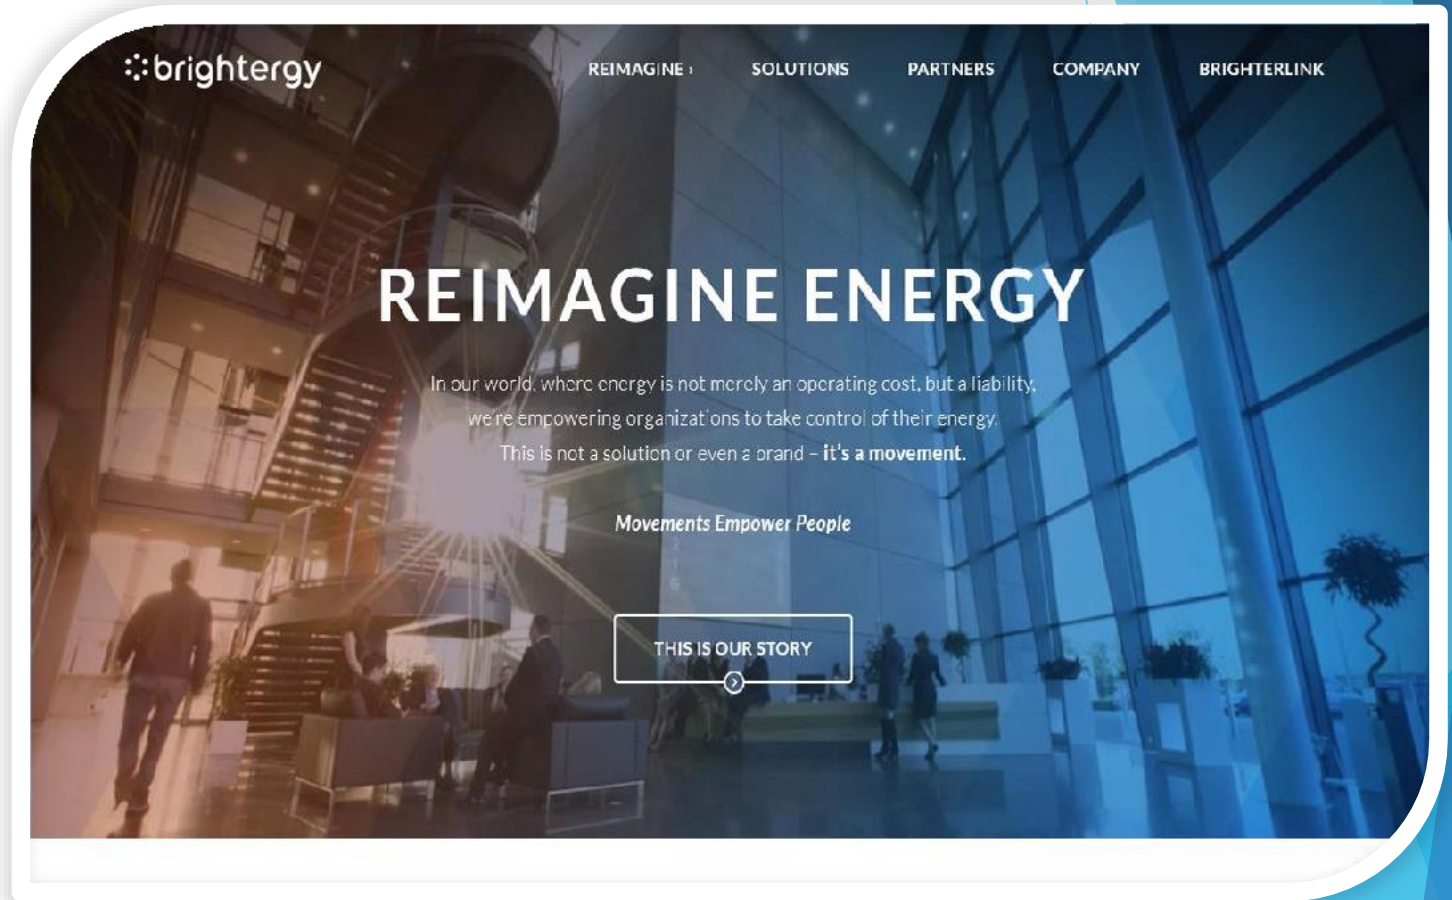 brightergy
REIMAGINE ›
SOLUTIONS
PARTNERS
COMPANY
BRIGHTERLINK
REIMAGINE ENERGY
In our world, where energy is not merely an operating cost, but a liability,
we're empowering organizations to take control of their energy.
This is not a solution or even a brand – it's a movement.
Movements Empower People
THIS IS OUR STORY